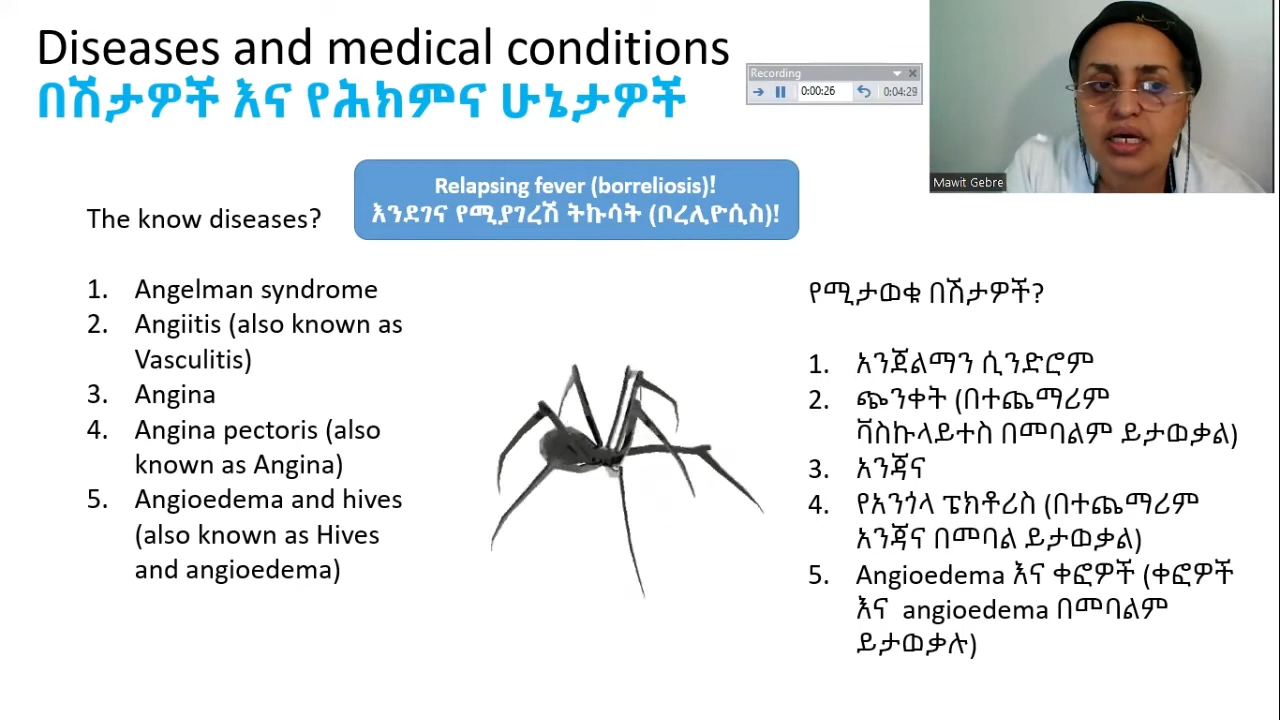 Diseases and medical conditions
በሽታዎች እና የሕክምና ሁኔታዎች
Recording
0:00:26
0:04:29
Mawit Gebre
Relapsing fever (borreliosis)!
እንደገና የሚያገረሽ ትኩሳት (ቦረሊዮሲስ)!
The know diseases?
1. Angelman syndrome
2. Angiitis (also known as
Vasculitis)
3. Angina
4. Angina pectoris (also
known as Angina)
5. Angioedema and hives
(also known as Hives
and angioedema)
የሚታወቁ በሽታዎች?
1. አንጀልማን ሲንድሮም
2. ጭንቀት (በተጨማሪም
ቫስኩላይተስ በመባልም ይታወቃል)
3. አንጃና
4. የአንጎላ ፔክቶሪስ (በተጨማሪም
አንጃና በመባል ይታወቃል)
5. Angioedema እና ቀፎዎች (ቀፎዎች
እና angioedema በመባልም
ይታወቃሉ)